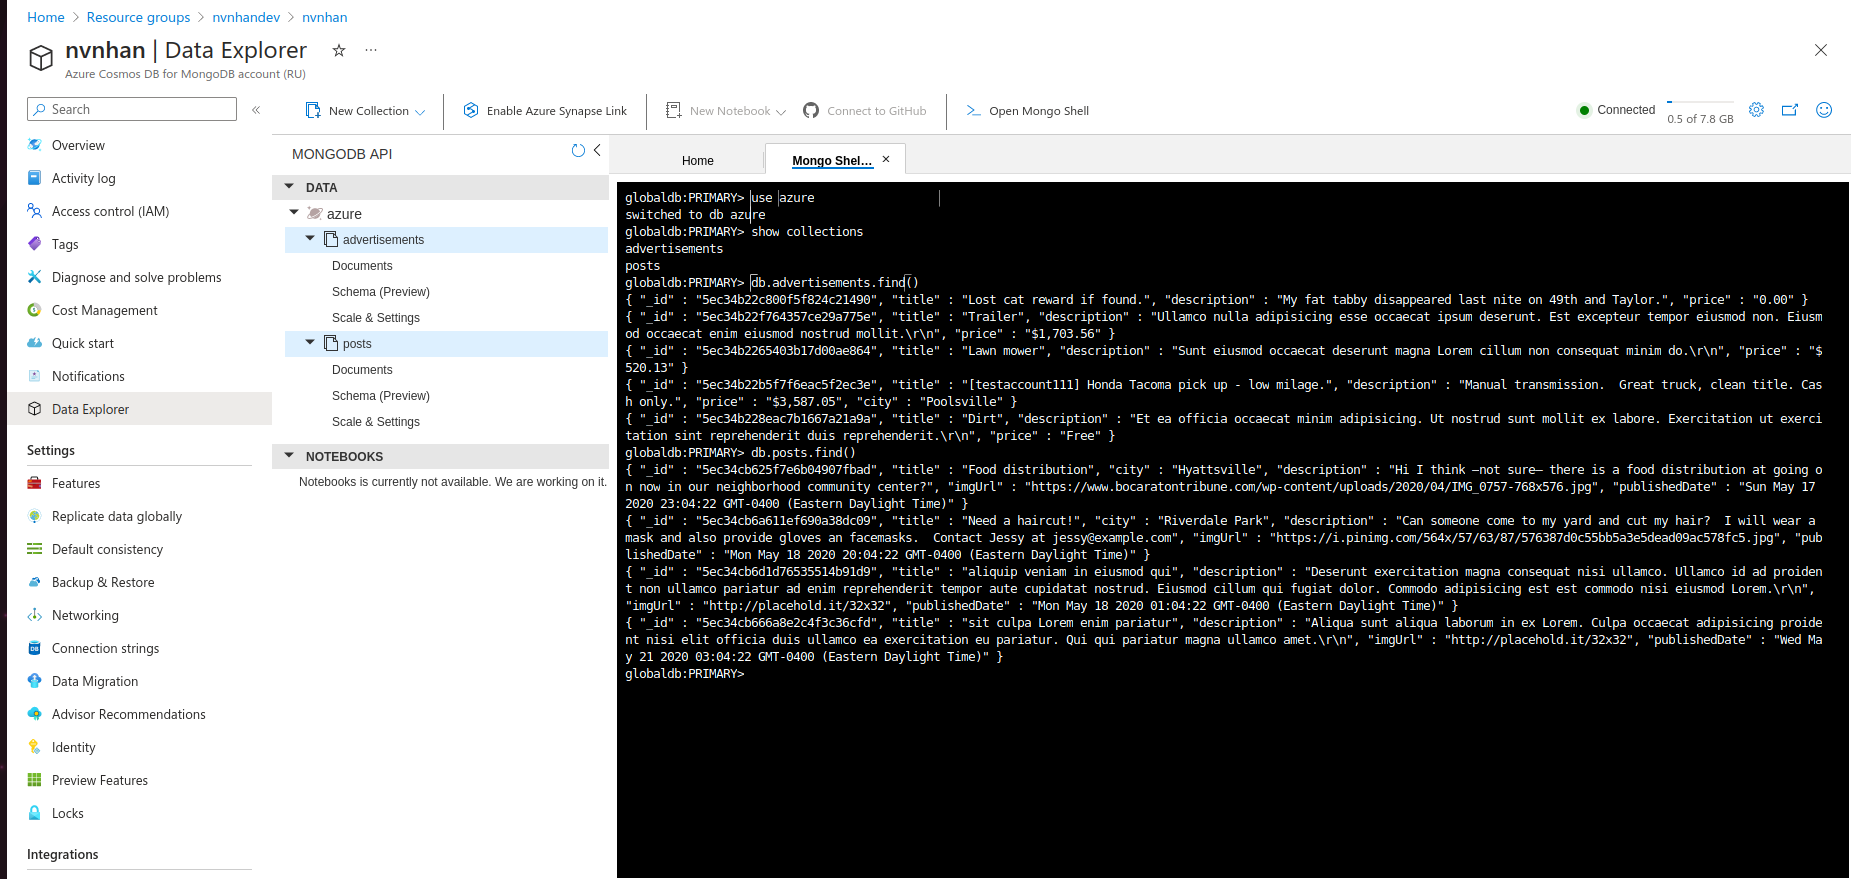 Home > Resource groups > nvnhandev > nvnhan
nvnhan | Data Explorer ☆ ...
Azure Cosmos DB for MongoDB account (RU)
Search
Overview
Activity log
Access control (IAM)
Tags
Diagnose and solve problems
Cost Management
Quick start
Notifications
Data Explorer
Settings
Features
Replicate data globally
Default consistency
Backup & Restore
Networking
Connection strings
Data Migration
Advisor Recommendations
Identity
Preview Features
Locks
Integrations
New Collection
Enable Azure Synapse Link
New Notebook
Connect to GitHub
Open Mongo Shell
Connected
0.5 of 7.8 GB
MONGODB API
DATA
azure
advertisements
Documents
Schema (Preview)
Scale & Settings
posts
Documents
Schema (Preview)
Scale & Settings
NOTEBOOKS
Notebooks is currently not available. We are working on it.
Home
Mongo Shel...
globaldb:PRIMARY> use azure
switched to db azure
globaldb:PRIMARY> show collections
advertisements
posts
globaldb:PRIMARY> db.advertisements.find()
{ "_id" : "5ec34b22c800f5f824c21490", "title" : "Lost cat reward if found.", "description" : "My fat tabby disappeared last nite on 49th and Taylor.", "price" : "0.00" }
{ "_id" : "5ec34b22f764357ce29a775e", "title" : "Trailer", "description" : "Ullamco nulla adipisicing esse occaecat ipsum deserunt. Est excepteur tempor eiusmod non. Eiusm
od occaecat enim eiusmod nostrud mollit.\r\n", "price" : "$1,703.56" }
{ "_id" : "5ec34b2265403b17d00ae864", "title" : "Lawn mower", "description" : "Sunt eiusmod occaecat deserunt magna Lorem cillum non consequat minim do.\r\n", "price" : "$
520.13" }
{ "_id" : "5ec34b22b5f7f6eac5f2ec3e", "title" : "[testaccount111] Honda Tacoma pick up - low milage.", "description" : "Manual transmission.  Great truck, clean title. Cas
h only.", "price" : "$3,587.05", "city" : "Poolsville" }
{ "_id" : "5ec34b228eac7b1667a21a9a", "title" : "Dirt", "description" : "Et ea officia occaecat minim adipisicing. Ut nostrud sunt mollit ex labore. Exercitation ut exerci
tation sint reprehenderit duis reprehenderit.\r\n", "price" : "Free" }
globaldb:PRIMARY> db.posts.find()
{ "_id" : "5ec34cb625f7e6b04907fbad", "title" : "Food distribution", "city" : "Hyattsville", "description" : "Hi I think —not sure— there is a food distribution at going o
n now in our neighborhood community center?", "imgUrl" : "https://www.bocaratontribune.com/wp-content/uploads/2020/04/IMG_0757-768x576.jpg", "publishedDate" : "Sun May 17
2020 23:04:22 GMT-0400 (Eastern Daylight Time)" }
{ "_id" : "5ec34cb6a611ef690a38dc09", "title" : "Need a haircut!", "city" : "Riverdale Park", "description" : "Can someone come to my yard and cut my hair?  I will wear a
mask and also provide gloves an facemasks.  Contact Jessy at jessy@example.com", "imgUrl" : "https://i.pinimg.com/564x/57/63/87/576387d0c55bb5a3e5dead09ac578fc5.jpg", "pub
lishedDate" : "Mon May 18 2020 20:04:22 GMT-0400 (Eastern Daylight Time)" }
{ "_id" : "5ec34cb6d1d76535514b91d9", "title" : "aliquip veniam in eiusmod qui", "description" : "Deserunt exercitation magna consequat nisi ullamco. Ullamco id ad proiden
t non ullamco pariatur ad enim reprehenderit tempor aute cupidatat nostrud. Eiusmod cillum qui fugiat dolor. Commodo adipisicing est est commodo nisi eiusmod Lorem.\r\n",
"imgUrl" : "http://placehold.it/32x32", "publishedDate" : "Mon May 18 2020 01:04:22 GMT-0400 (Eastern Daylight Time)" }
{ "_id" : "5ec34cb666a8e2c4f3c36cfd", "title" : "sit culpa Lorem enim pariatur", "description" : "Aliqua sunt aliqua laborum in ex Lorem. Culpa occaecat adipisicing proide
nt nisi elit officia duis ullamco ea exercitation eu pariatur. Qui qui pariatur magna ullamco amet.\r\n", "imgUrl" : "http://placehold.it/32x32", "publishedDate" : "Wed Ma
y 21 2020 03:04:22 GMT-0400 (Eastern Daylight Time)" }
globaldb:PRIMARY>